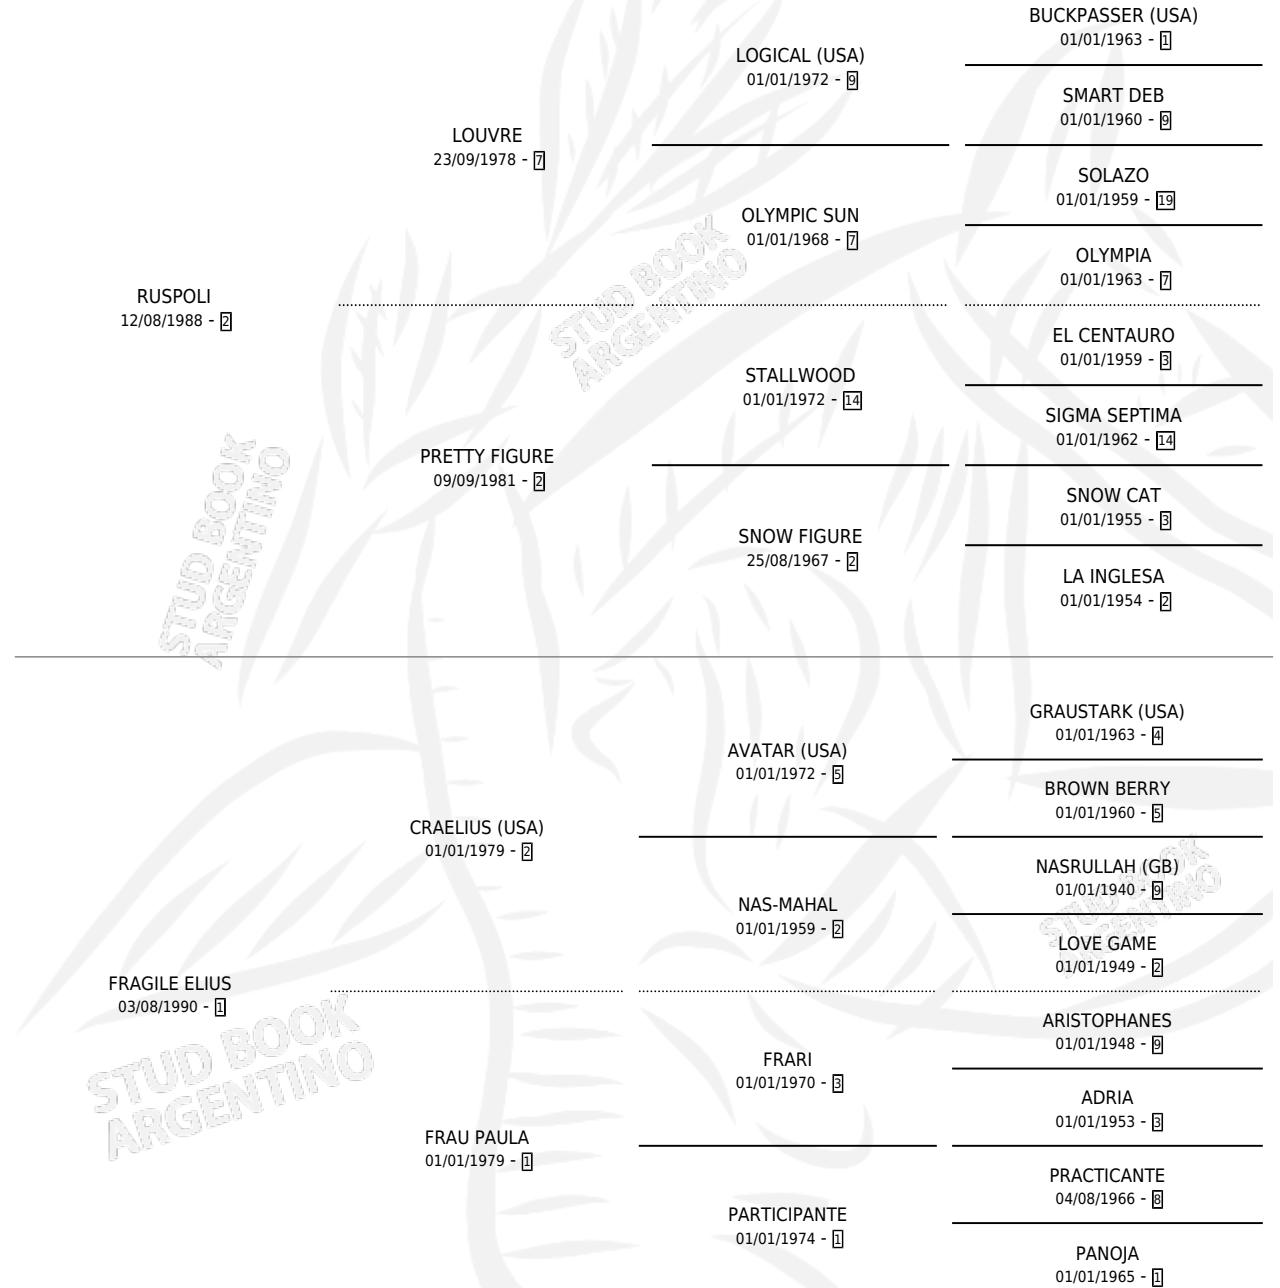 BUCKPASSER (USA)
01/01/1963 - 1
LOGICAL (USA)
01/01/1972 - 9
SMART DEB
01/01/1960 - 9
LOUVRE
23/09/1978 - 7
SOLAZO
01/01/1959 - 19
OLYMPIC SUN
01/01/1968 - 7
OLYMPIA
01/01/1963 - 7
RUSPOLI
12/08/1988 - 2
EL CENTAURO
01/01/1959 - 3
STALLWOOD
01/01/1972 - 14
SIGMA SEPTIMA
01/01/1962 - 14
PRETTY FIGURE
09/09/1981 - 2
SNOW CAT
01/01/1955 - 3
SNOW FIGURE
25/08/1967 - 2
LA INGLESA
01/01/1954 - 2
GRAUSTARK (USA)
01/01/1963 - 4
AVATAR (USA)
01/01/1972 - 5
BROWN BERRY
01/01/1960 - 5
CRAELIUS (USA)
01/01/1979 - 2
NASRULLAH (GB)
01/01/1940 - 9
NAS-MAHAL
01/01/1959 - 2
LOVE GAME
01/01/1949 - 2
FRAGILE ELIUS
03/08/1990 - 1
ARISTOPHANES
01/01/1948 - 9
FRARI
01/01/1970 - 3
ADRIA
01/01/1953 - 3
FRAU PAULA
01/01/1979 - 1
PRACTICANTE
04/08/1966 - 8
PARTICIPANTE
01/01/1974 - 1
PANOJA
01/01/1965 - 1
STUD BOOK
ARGENTINO
STUD BOOK
ARGENTINO
STUD BOOK
ARGENTINO
STUD BOOK
ARGENTINO